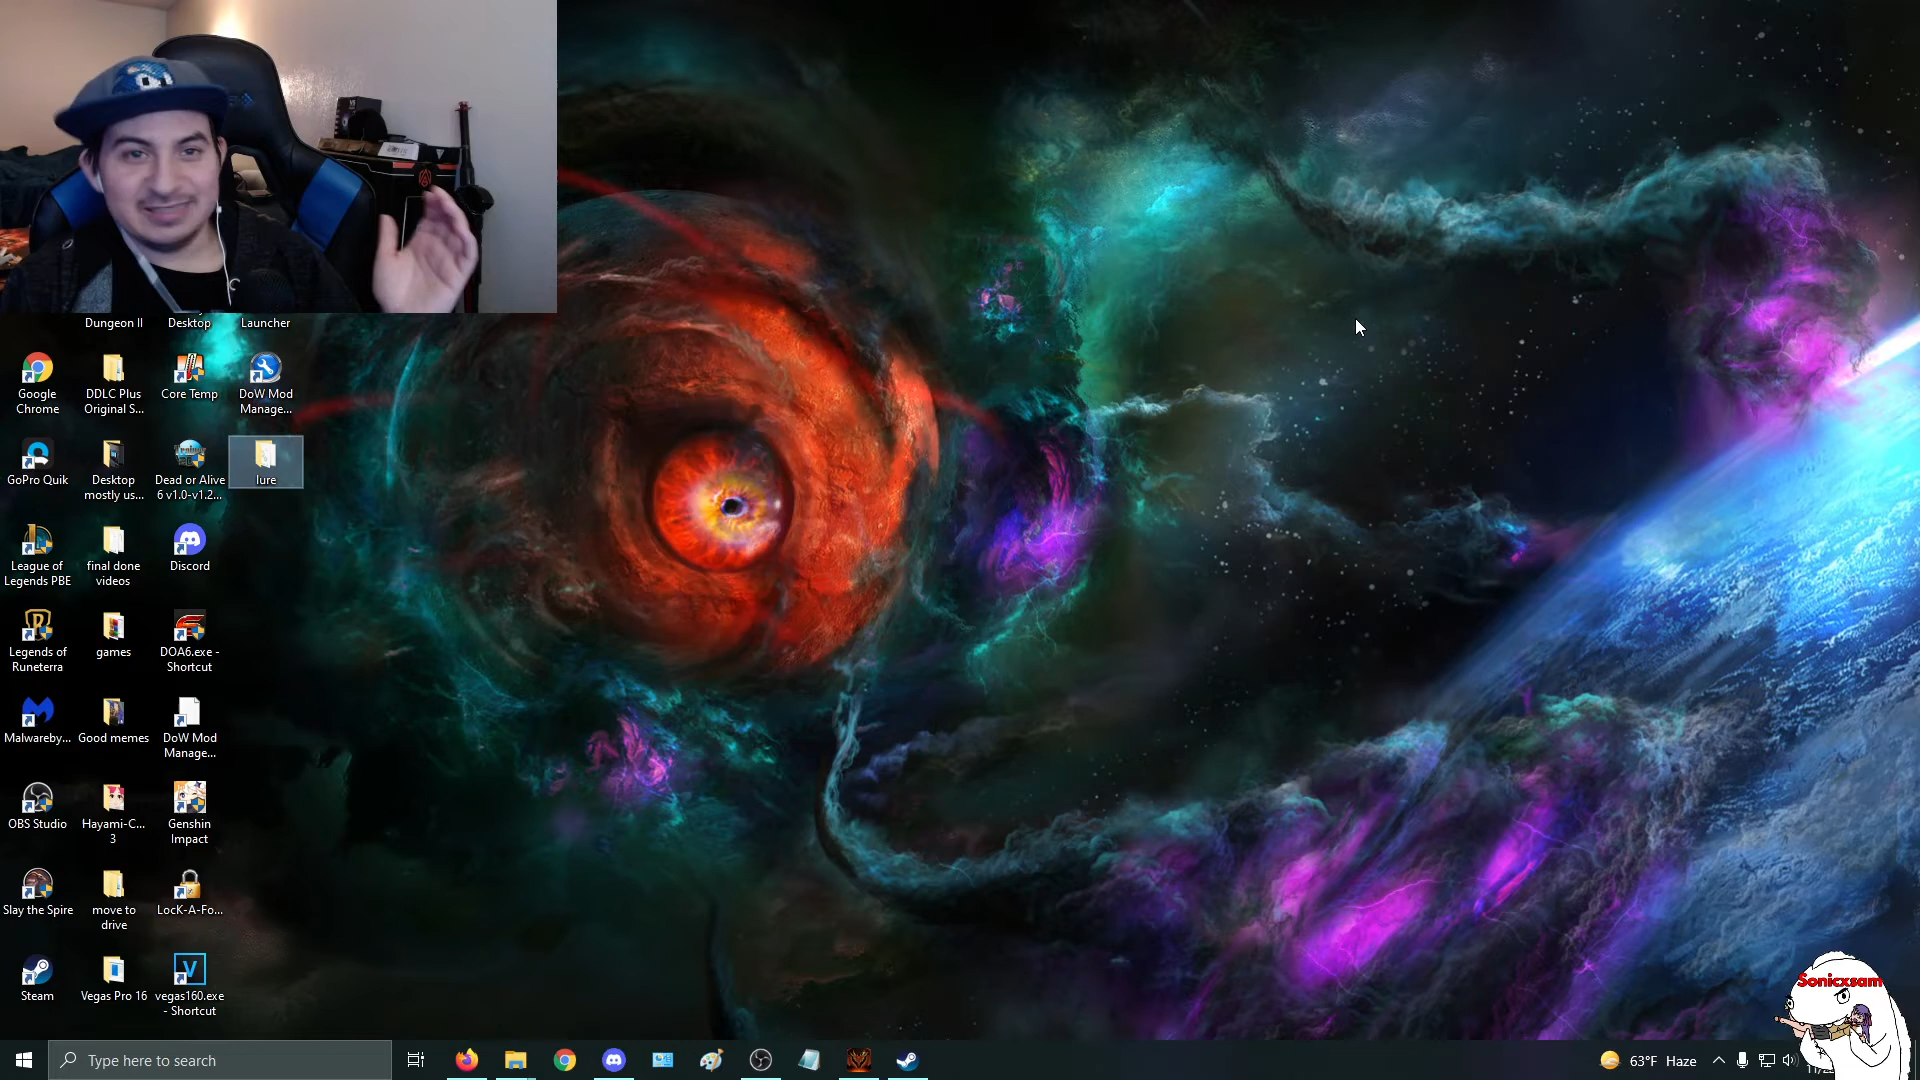 Dungeon II
Desktop
Launcher
Google
Chrome
DDLC Plus
Original S...
Core Temp
DoW Mod
Manage...
GoPro Quik
Desktop
mostly us...
Dead or Alive
6 v1.0-v1.2...
lure
League of
Legends PBE
final done
videos
Discord
Legends of
Runeterra
games
DOA6.exe -
Shortcut
Malwareby...
Good memes
DoW Mod
Manage...
OBS Studio
Hayami-C...
3
Genshin
Impact
Slay the Spire
move to
drive
LocK-A-Fo...
Steam
Vegas Pro 16
vegas160.exe
- Shortcut
Sonicxsam
Type here to search
63°F Haze